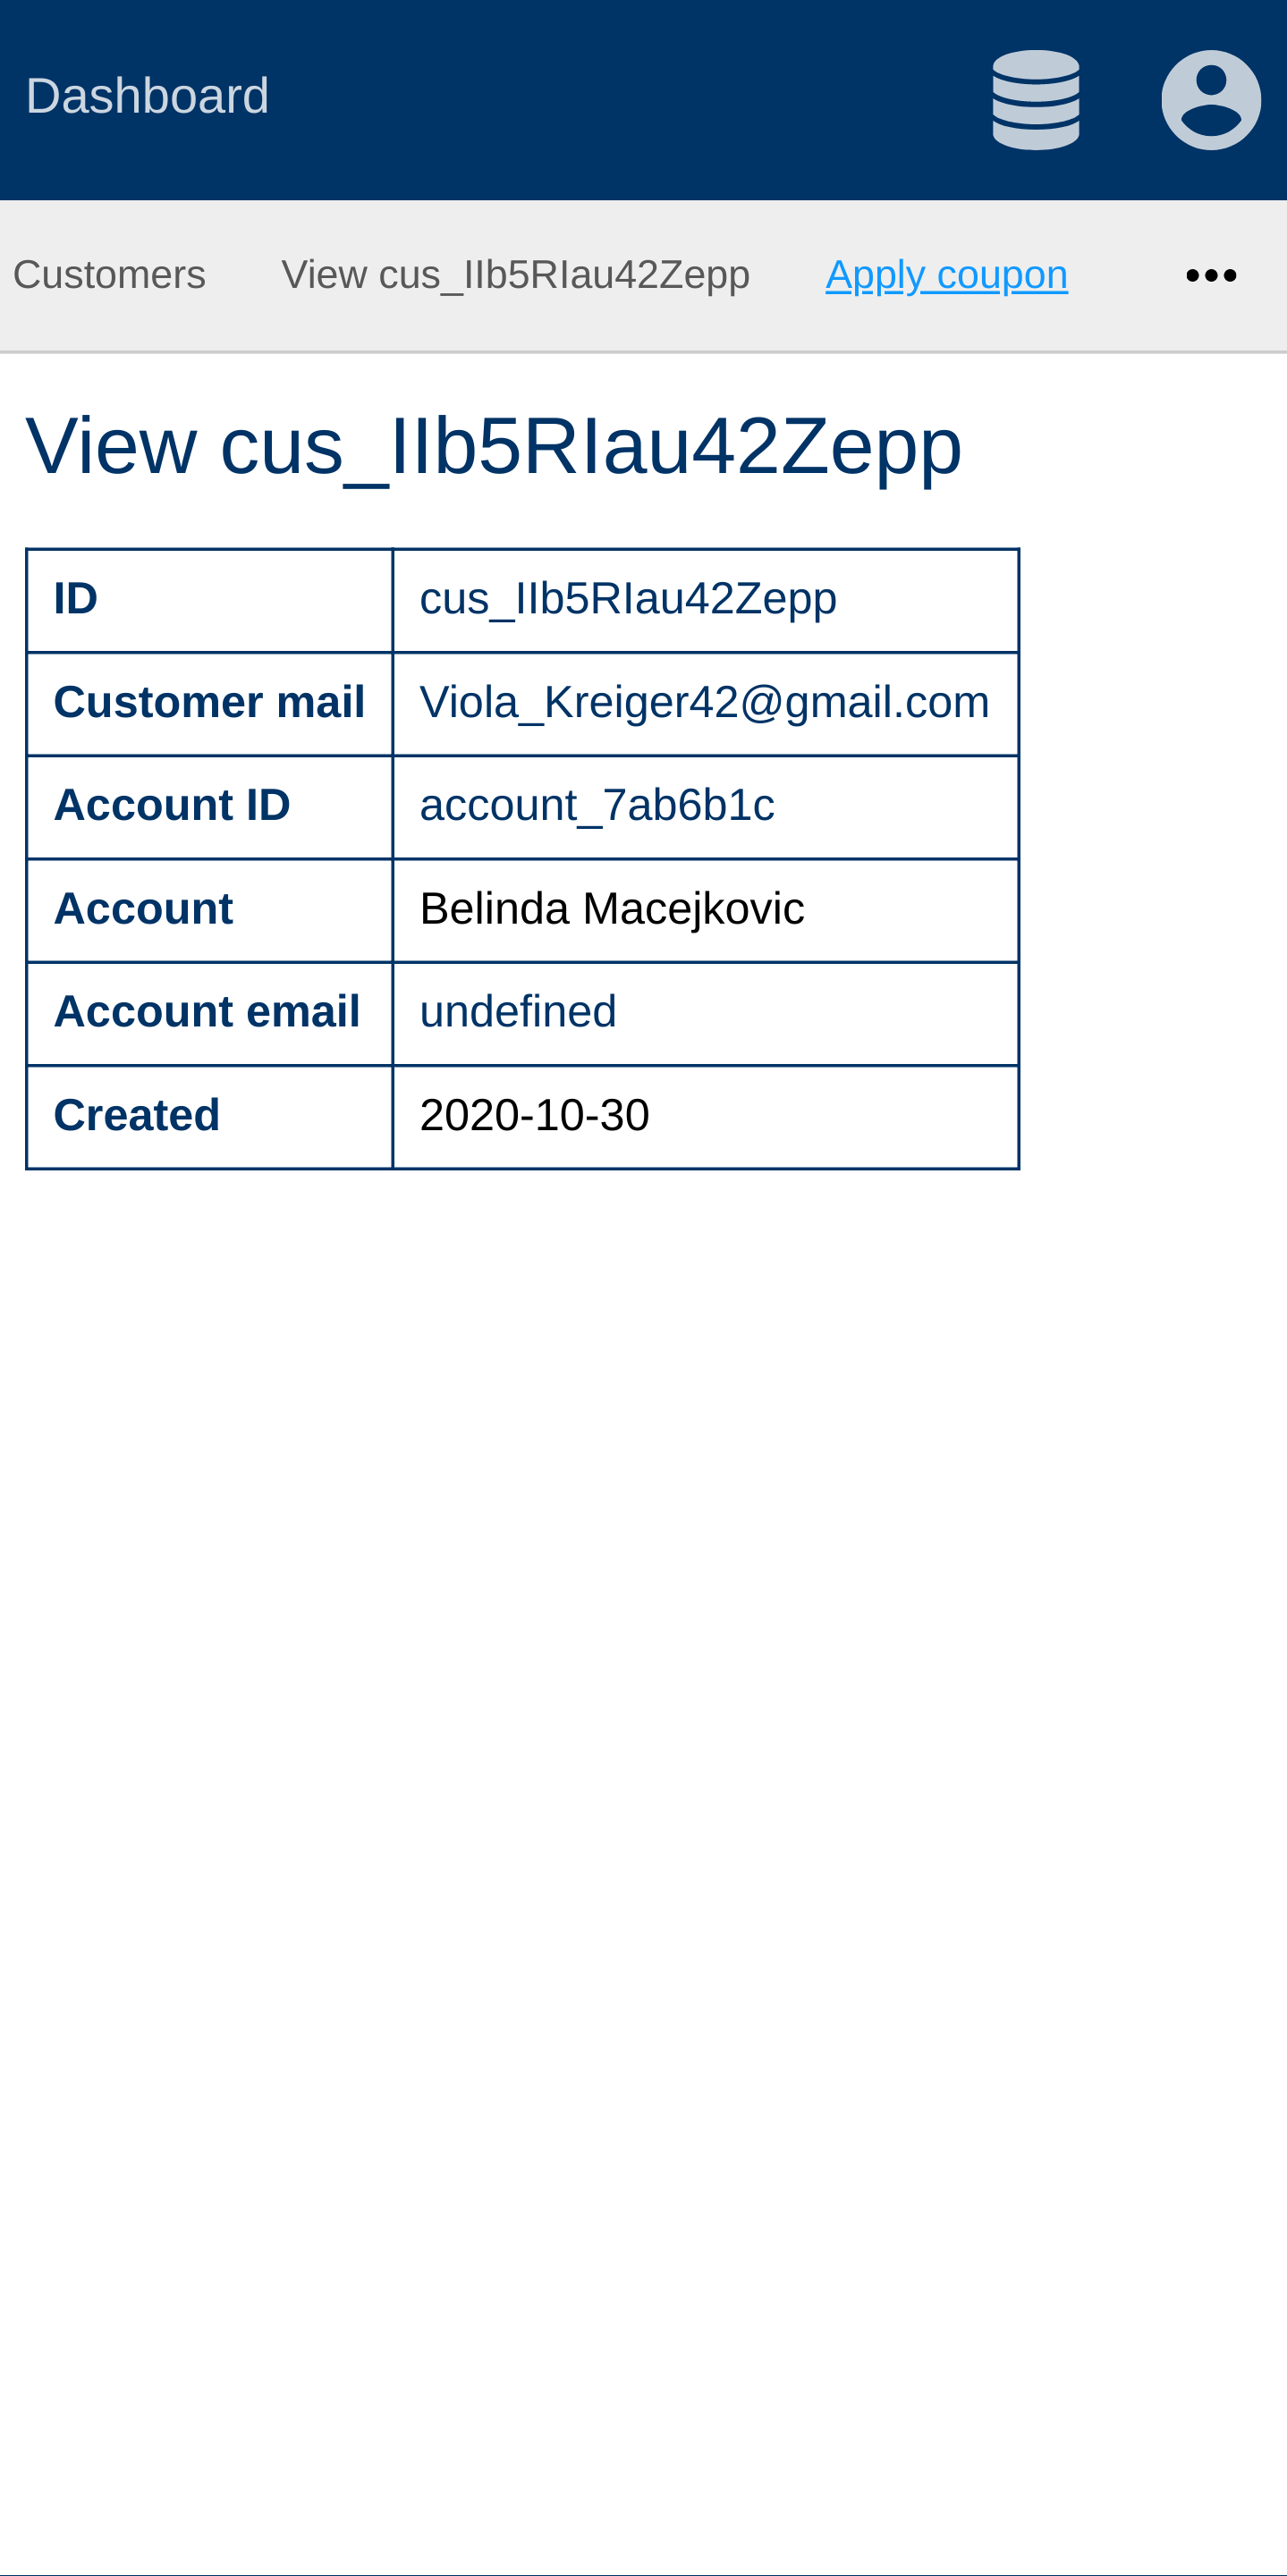 Dashboard
Customers View cus_IIb5RIau42Zepp Apply coupon •••
View cus_IIb5RIau42Zepp
ID cus_IIb5RIau42Zepp
Customer mail Viola_Kreiger42@gmail.com
Account ID account_7ab6b1c
Account Belinda Macejkovic
Account email undefined
Created 2020-10-30